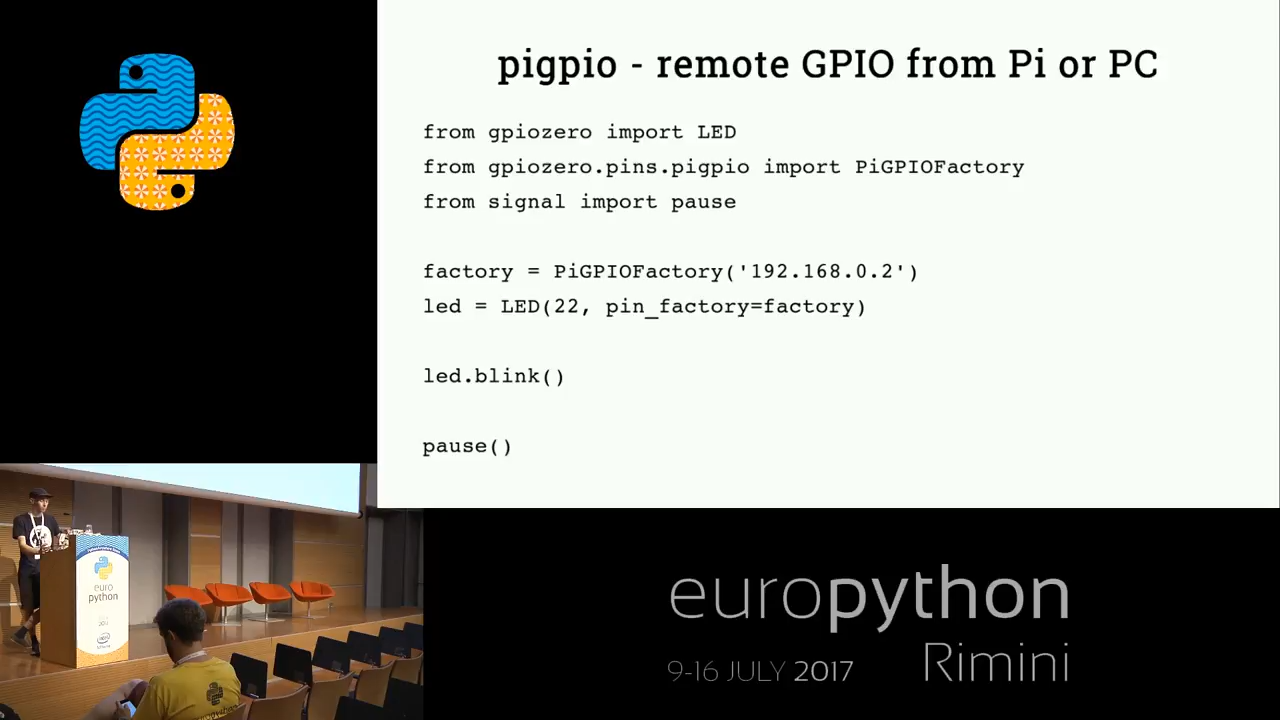 pigpio - remote GPIO from Pi or PC
from gpiozero import LED
from gpiozero.pins.pigpio import PiGPIOFactory
from signal import pause
factory = PiGPIOFactory('192.168.0.2')
led = LED(22, pin_factory=factory)
led.blink()
pause()
euro
python
europython
Rimini
9-16 JULY 2017